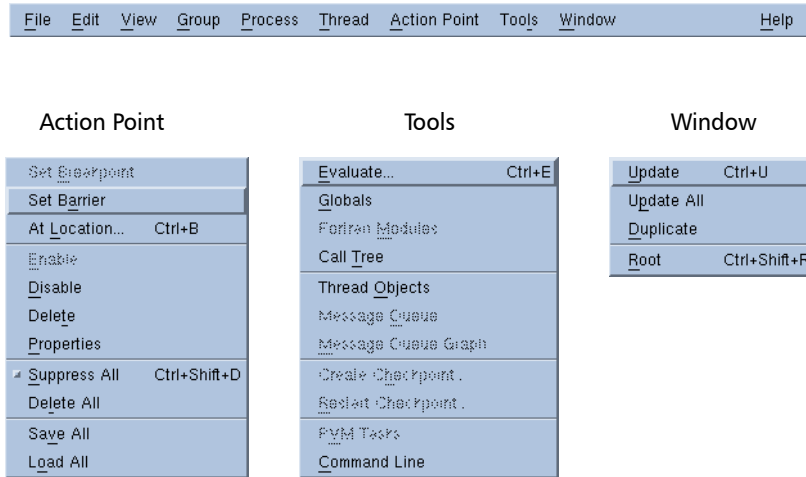 File Edit View Group Process Thread Action Point Tools Window Help
Action Point
Set Breakpoint
Set Barrier
At Location... Ctrl+B
Enable
Disable
Delete
Properties
Suppress All Ctrl+Shift+D
Delete All
Save All
Load All
Tools
Evaluate... Ctrl+E
Globals
Fortran Modules
Call Tree
Thread Objects
Message Queue
Message Queue Graph
Create Checkpoint .
Restart Checkpoint .
PVM Tasks
Command Line
Window
Update Ctrl+U
Update All
Duplicate
Root Ctrl+Shift+R